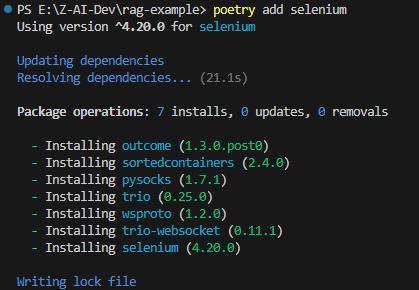 PS E:\Z-AI-Dev\rag-example> poetry add selenium
Using version ^4.20.0 for selenium
Updating dependencies
Resolving dependencies... (21.1s)
Package operations: 7 installs, 0 updates, 0 removals
- Installing outcome (1.3.0.post0)
- Installing sortedcontainers (2.4.0)
- Installing pysocks (1.7.1)
- Installing trio (0.25.0)
- Installing wsproto (1.2.0)
- Installing trio-websocket (0.11.1)
- Installing selenium (4.20.0)
Writing lock file